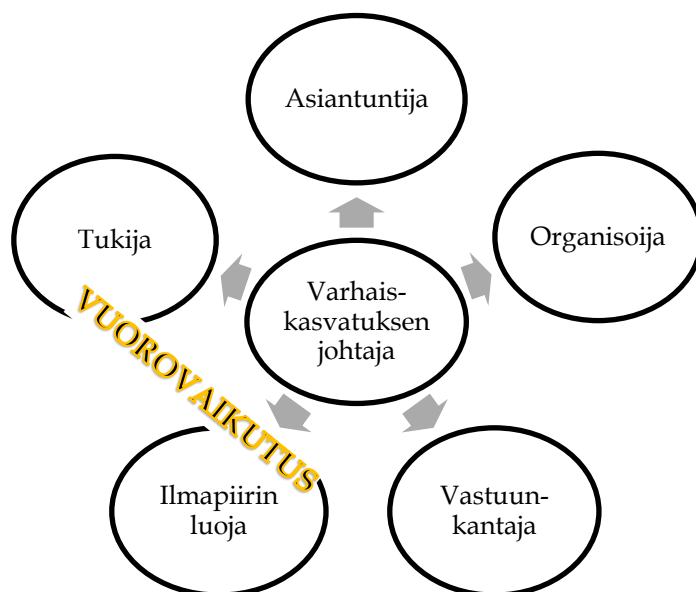 Asiantuntija
Tukija
Organisoija
Varhais-
kasvatuksen
johtaja
VUOROVAIKUTUS
Ilmapiirin
luoja
Vastuun-
kantaja